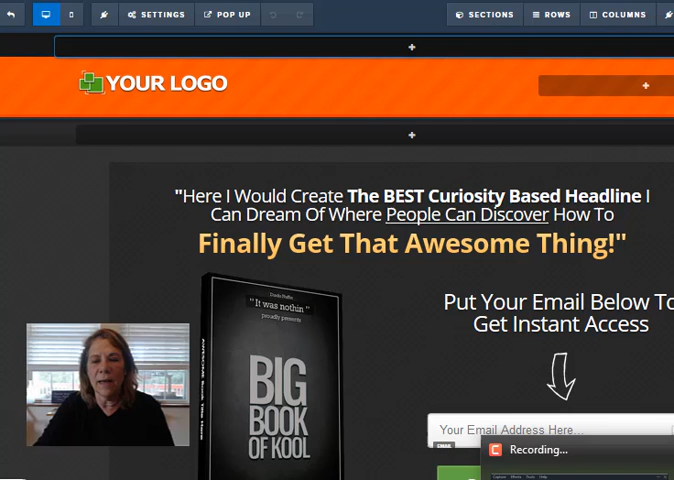 SETTINGS POP UP SECTIONS ROWS COLUMNS
YOUR LOGO
"Here I Would Create The BEST Curiosity Based Headline I
Can Dream Of Where People Can Discover How To
Finally Get That Awesome Thing!"
"It was nothin"
proudly presents
BIG
BOOK
OF KOOL
Put Your Email Below To
Get Instant Access
Your Email Address Here...
Recording...